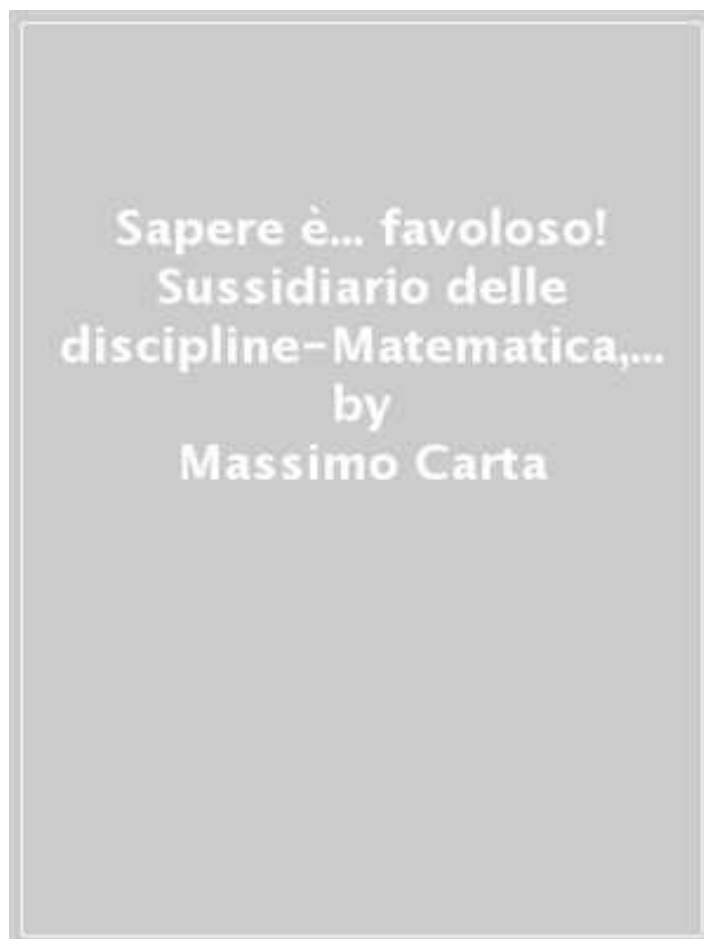 Sapere è... favoloso!
Sussidiario delle
discipline-Matematica,...
by
Massimo Carta